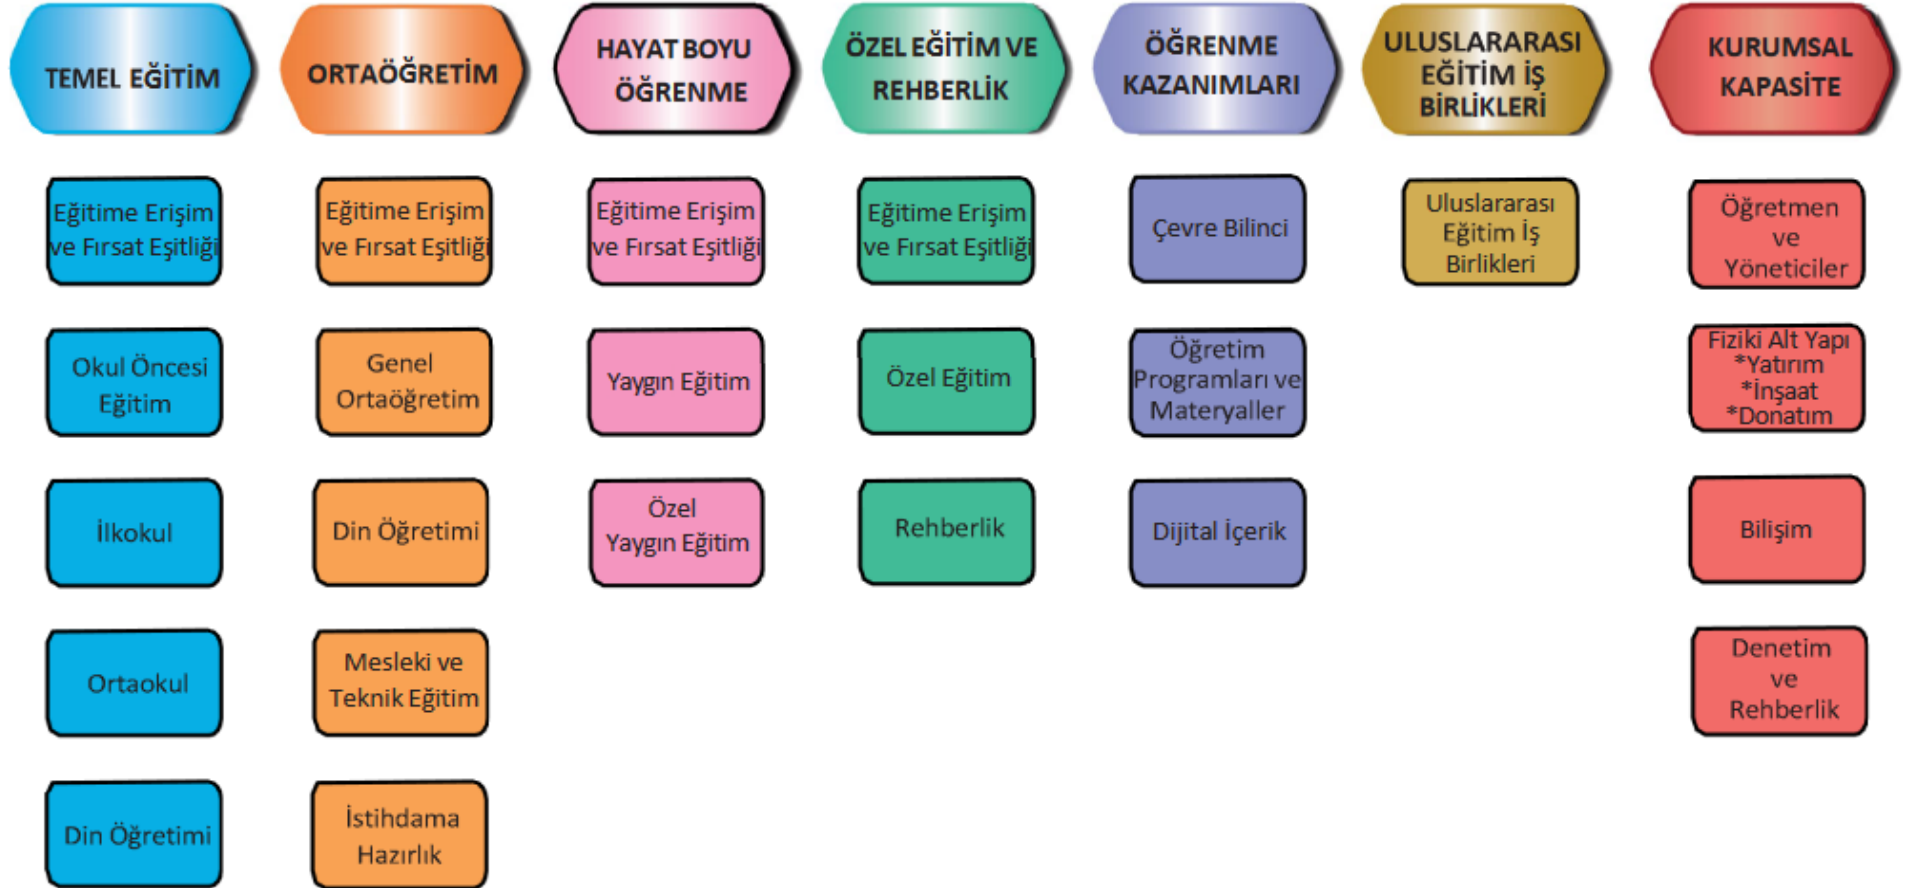 TEMEL EĞİTİM
ORTAÖĞRETİM
HAYAT BOYU
ÖĞRENME
ÖZEL EĞİTİM VE
REHBERLİK
ÖĞRENME
KAZANIMLARI
ULUSLARARASI
EĞİTİM İŞ
BİRLİKLERİ
KURUMSAL
KAPASİTE
Eğitime Erişim
ve Fırsat Eşitliği
Eğitime Erişim
ve Fırsat Eşitliği
Eğitime Erişim
ve Fırsat Eşitliği
Eğitime Erişim
ve Fırsat Eşitliği
Çevre Bilinci
Uluslararası
Eğitim İş
Birlikleri
Öğretmen
ve
Yöneticiler
Okul Öncesi
Eğitim
Genel
Ortaöğretim
Yaygın Eğitim
Özel Eğitim
Öğretim
Programları ve
Materyaller
Fiziki Alt Yapı
*Yatırım
*İnşaat
*Donatım
İlkokul
Din Öğretimi
Özel
Yaygın Eğitim
Rehberlik
Dijital İçerik
Bilişim
Ortaokul
Mesleki ve
Teknik Eğitim
Denetim
ve
Rehberlik
Din Öğretimi
İstihdama
Hazırlık